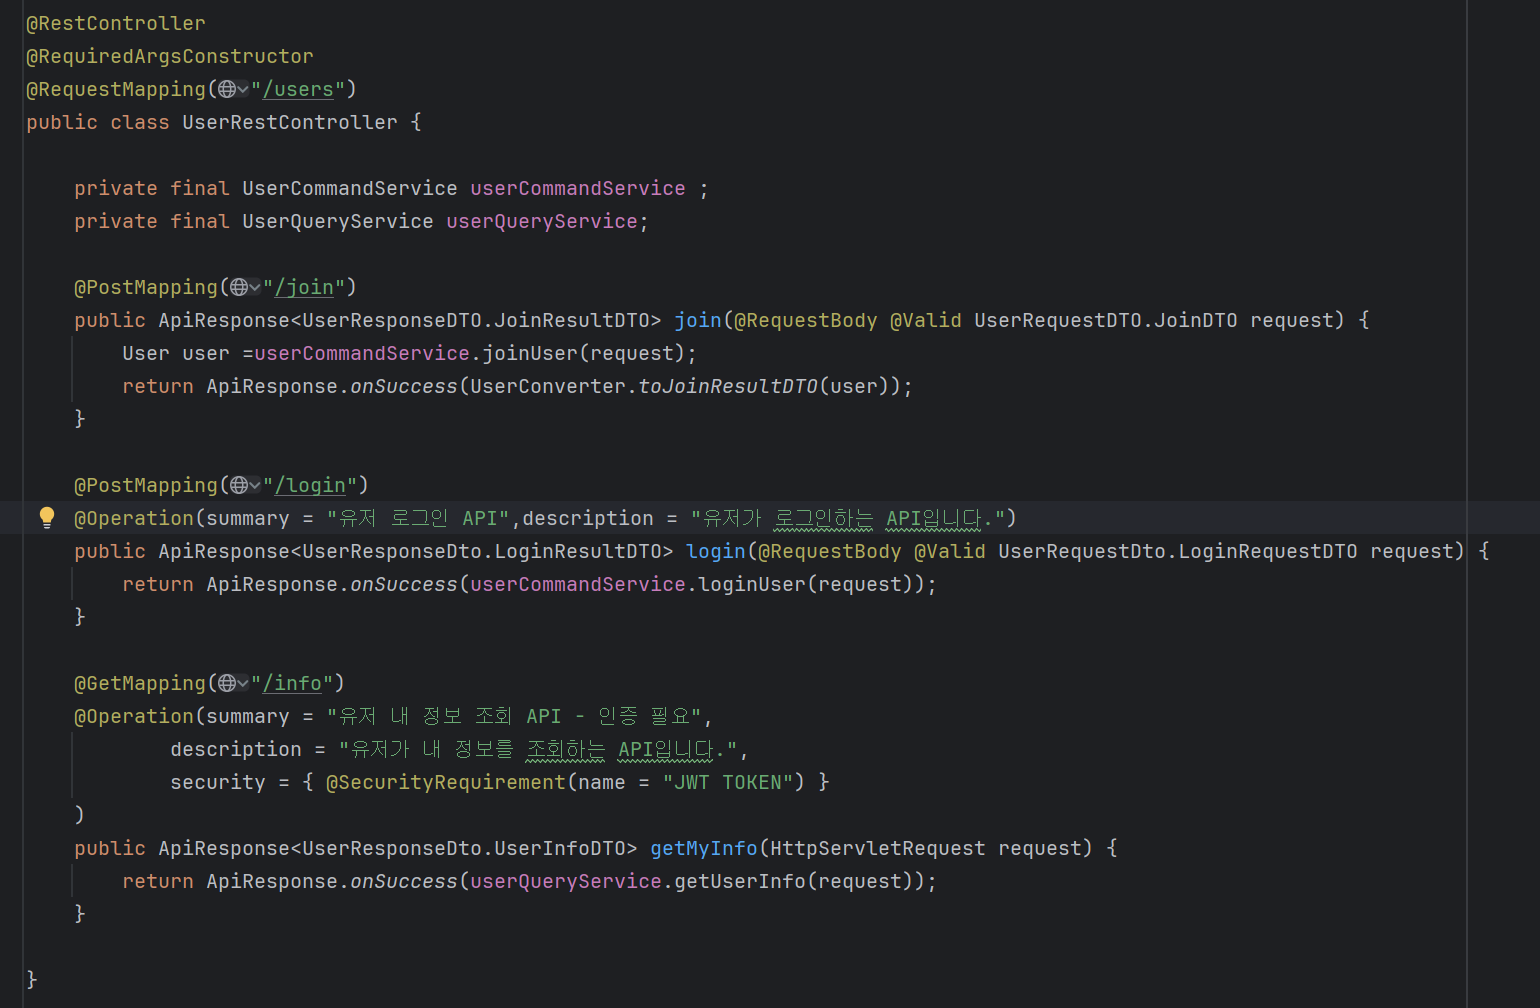 @RestController
@RequiredArgsConstructor
@RequestMapping("/users")
public class UserRestController {
private final UserCommandService userCommandService ;
private final UserQueryService userQueryService;
@PostMapping("/join")
public ApiResponse<UserResponseDTO.JoinResultDTO> join(@RequestBody @Valid UserRequestDTO.JoinDTO request) {
User user =userCommandService.joinUser(request);
return ApiResponse.onSuccess(UserConverter.toJoinResultDTO(user));
}
@PostMapping("/login")
@Operation(summary = "유저 로그인 API",description = "유저가 로그인하는 API입니다.")
public ApiResponse<UserResponseDto.LoginResultDTO> login(@RequestBody @Valid UserRequestDto.LoginRequestDTO request) {
return ApiResponse.onSuccess(userCommandService.loginUser(request));
}
@GetMapping("/info")
@Operation(summary = "유저 내 정보 조회 API - 인증 필요",
description = "유저가 내 정보를 조회하는 API입니다.",
security = { @SecurityRequirement(name = "JWT TOKEN") }
)
public ApiResponse<UserResponseDto.UserInfoDTO> getMyInfo(HttpServletRequest request) {
return ApiResponse.onSuccess(userQueryService.getUserInfo(request));
}
}